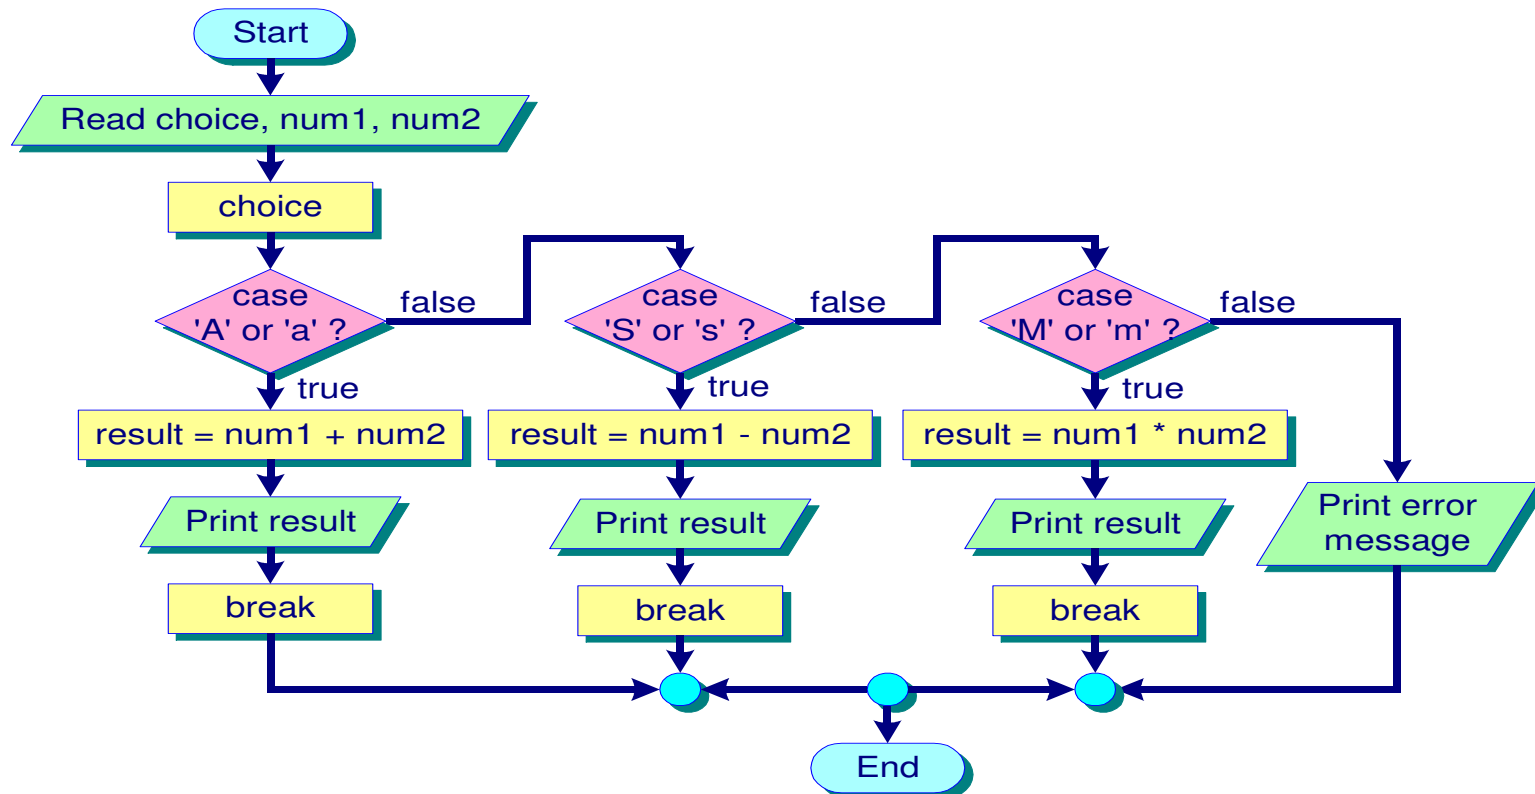 Start
Read choice, num1, num2
choice
case
'A' or 'a' ?
false
true
result = num1 + num2
Print result
break
case
'S' or 's' ?
false
true
result = num1 - num2
Print result
break
case
'M' or 'm' ?
false
true
result = num1 * num2
Print result
break
Print error
message
End